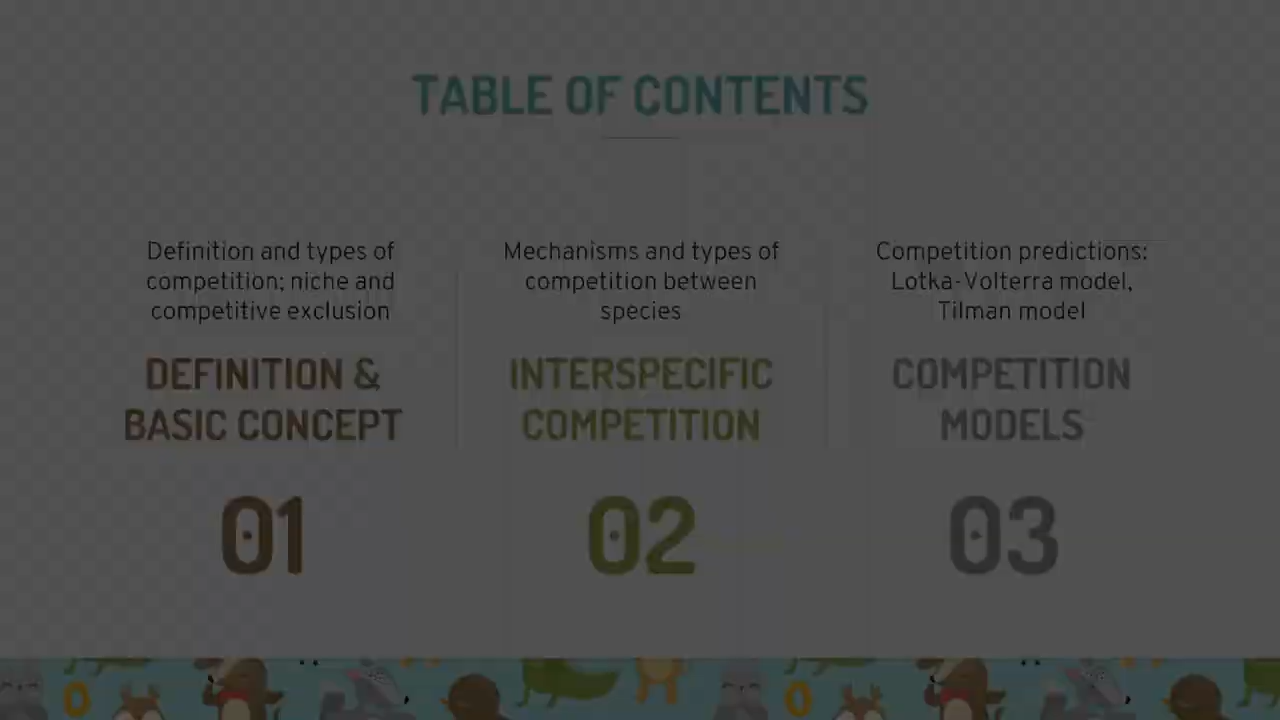 TABLE OF CONTENTS
Definition and types of
competition; niche and
competitive exclusion
DEFINITION &
BASIC CONCEPT
01
Mechanisms and types of
competition between
species
INTERSPECIFIC
COMPETITION
02
Competition predictions:
Lotka-Volterra model,
Tilman model
COMPETITION
MODELS
03